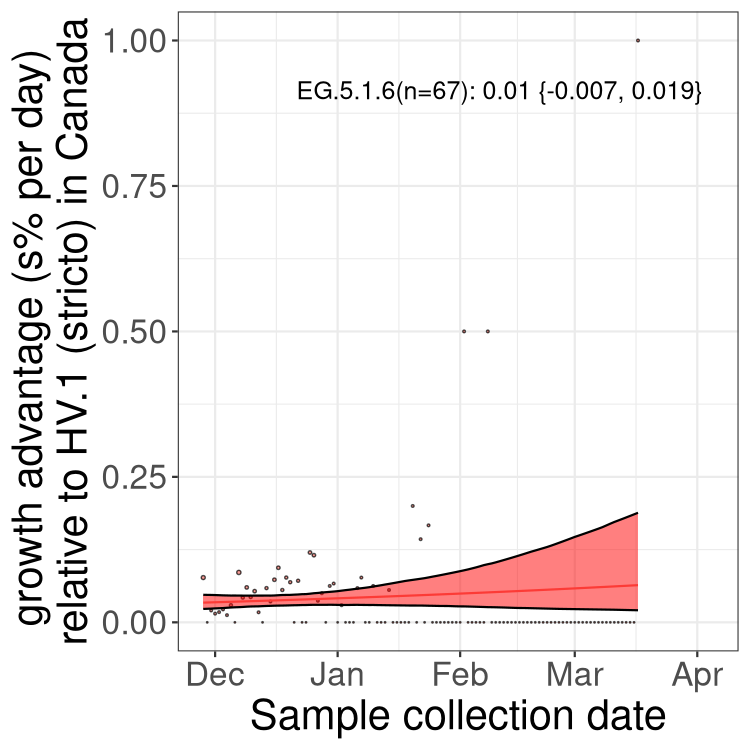 growth advantage (s% per day)
relative to HV.1 (stricto) in Canada
1.00
0.75
0.50
0.25
0.00
EG.5.1.6(n=67): 0.01 {-0.007, 0.019}
Dec Jan Feb Mar Apr
Sample collection date